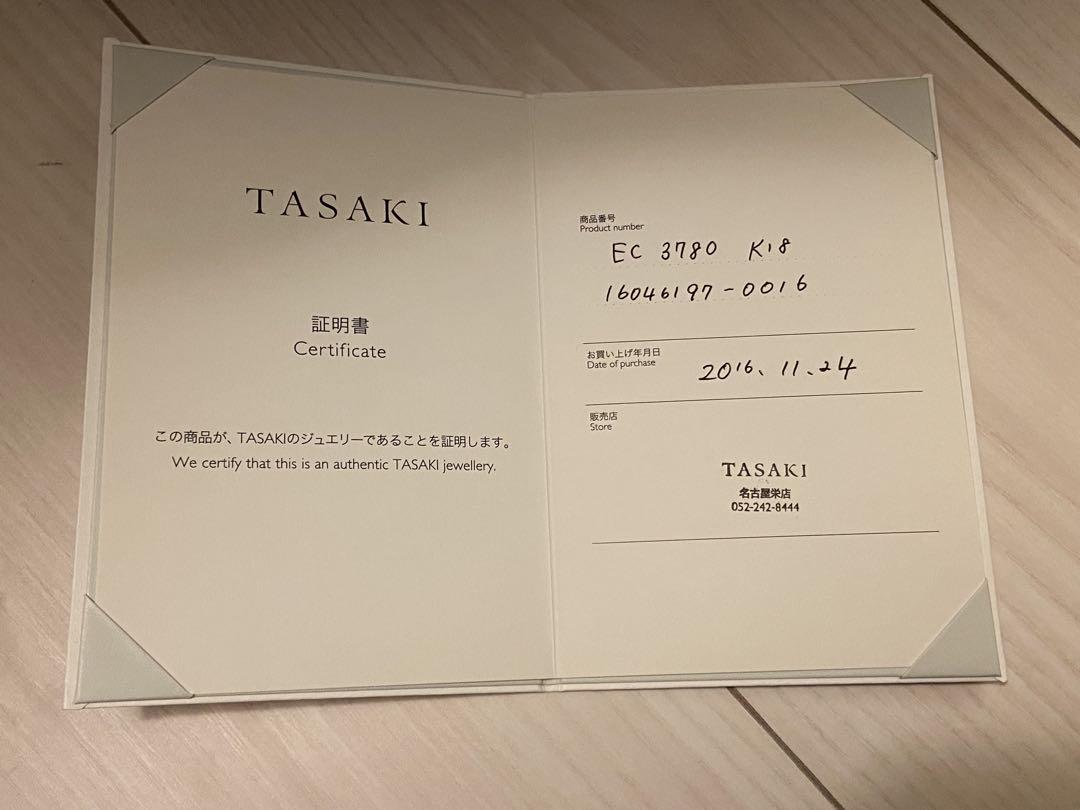 TASAKI
証明書
Certificate
この商品が、TASAKIのジュエリーであることを証明します。
We certify that this is an authentic TASAKI jewellery.
商品番号
Product number
EC 3780 K18
16046197-0016
お買い上げ年月日
Date of purchase
2016、11、24
販売店
Store
TASAKI
名古屋栄店
052-242-8444